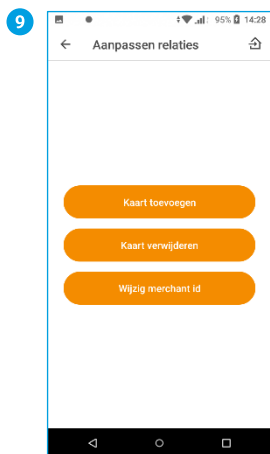 9
95% 14:28
Aanpassen relaties
Kaart toevoegen
Kaart verwijderen
Wijzig merchant id